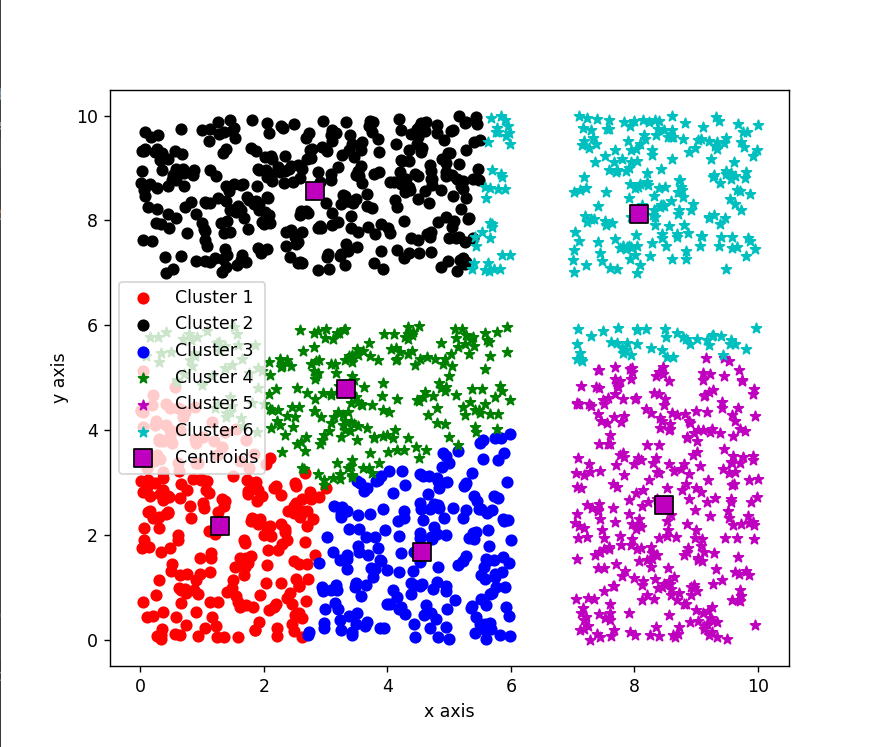 10
8
6
4
2
0
y axis
Cluster 1
Cluster 2
Cluster 3
Cluster 4
Cluster 5
Cluster 6
Centroids
0 2 4 6 8 10
x axis